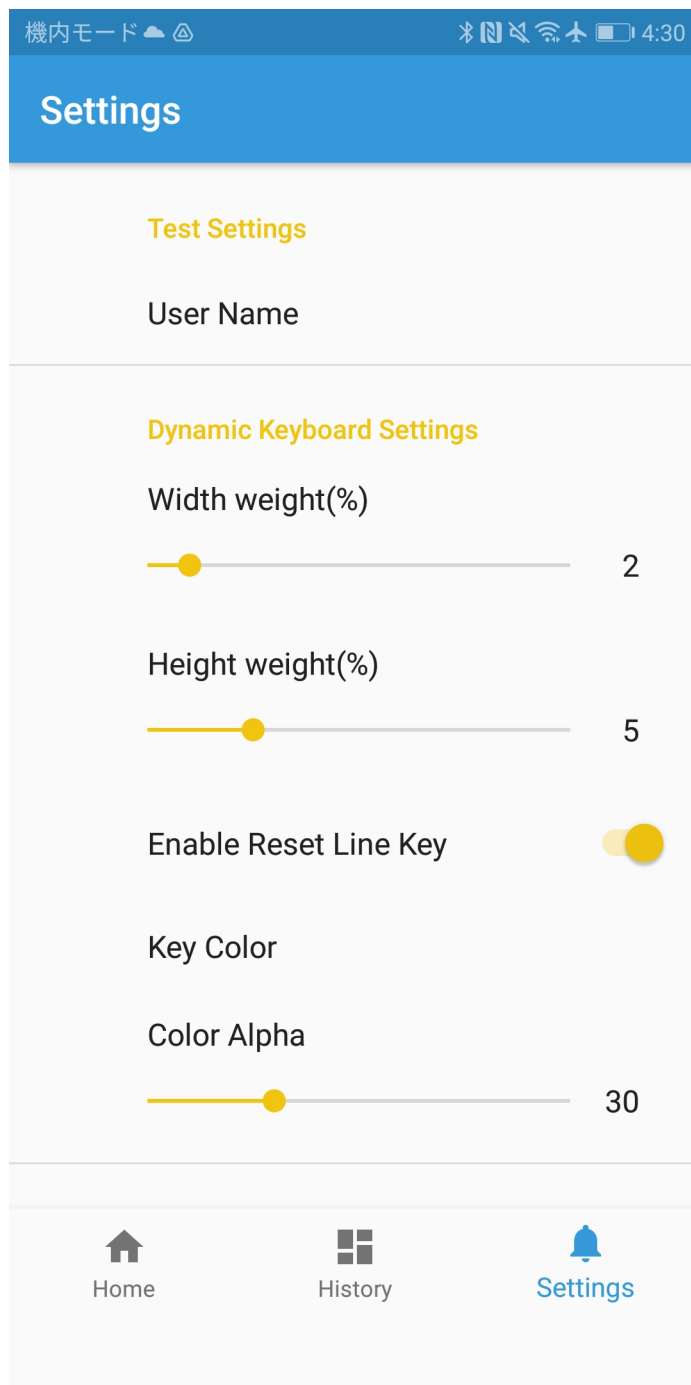 機内モード 4:30
Settings
Test Settings
User Name
Dynamic Keyboard Settings
Width weight(%)
2
Height weight(%)
5
Enable Reset Line Key
Key Color
Color Alpha
30
Home History Settings